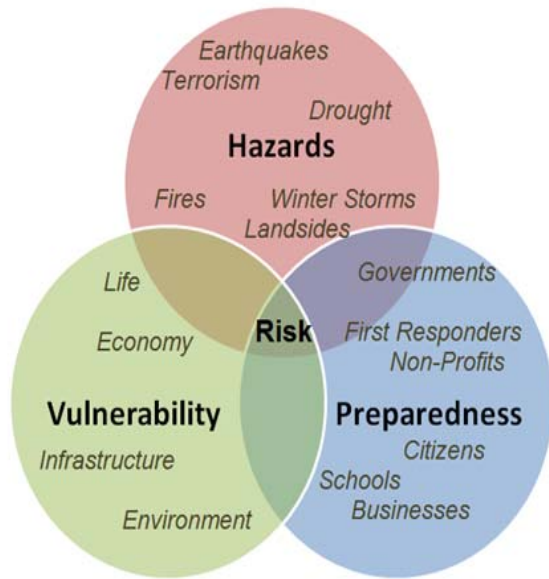 Earthquakes
Terrorism
Drought
Hazards
Fires
Winter Storms
Landsides
Life
Economy
Vulnerability
Infrastructure
Environment
Risk
Governments
First Responders
Non-Profits
Preparedness
Citizens
Schools
Businesses